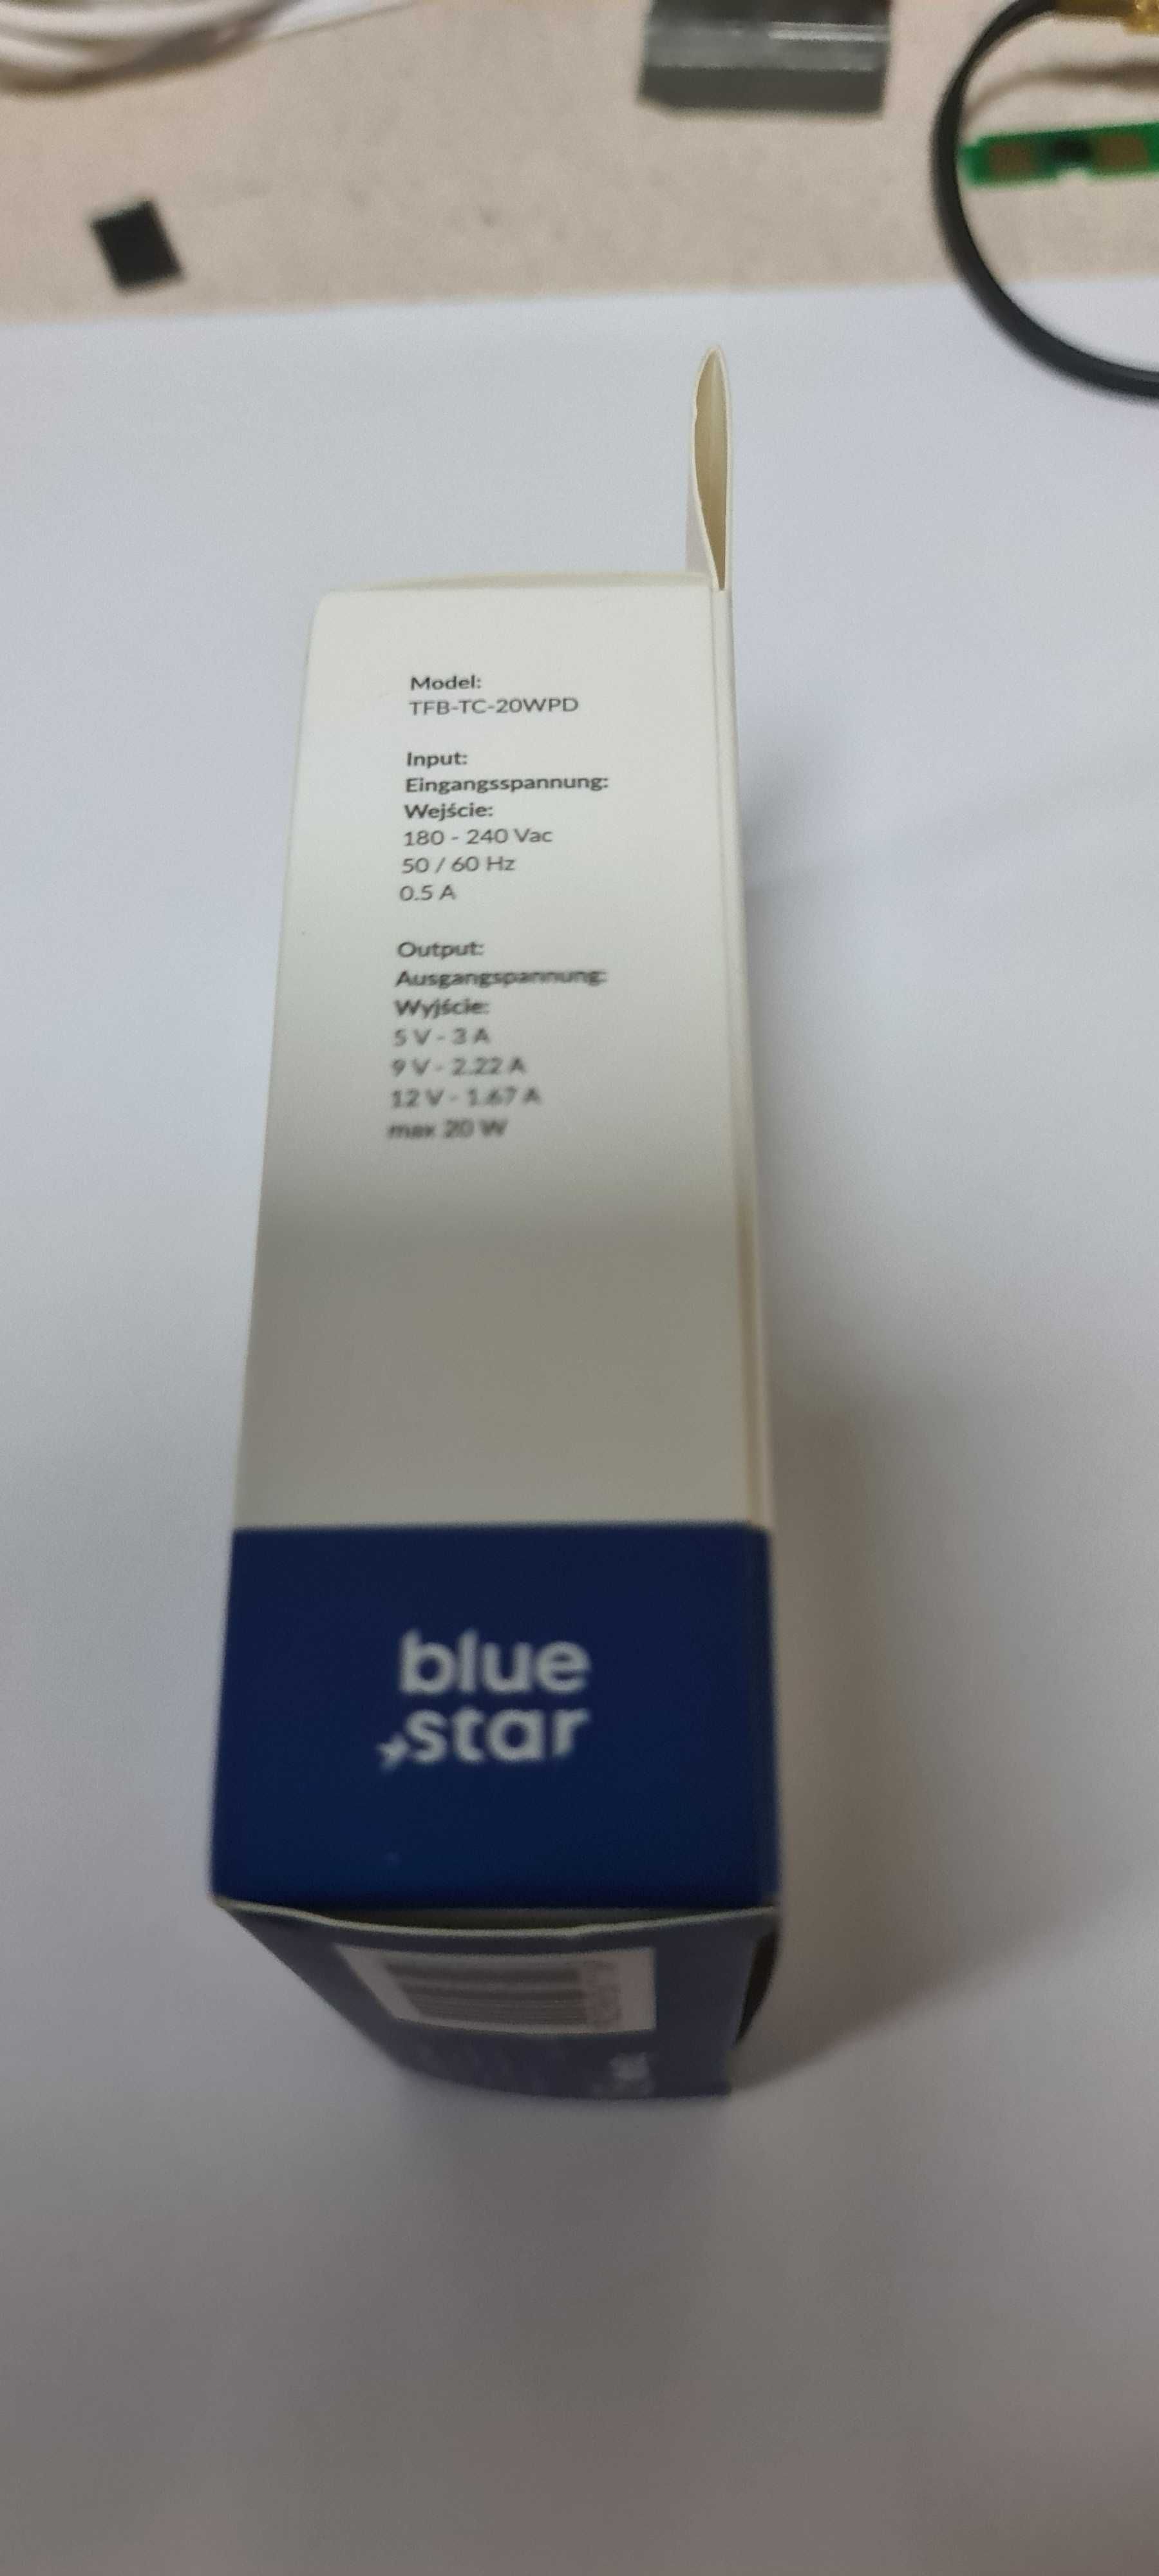 Model:
TFB-TC-20WPD
Input:
Eingangsspannung:
Wejście:
180 - 240 Vac
50 / 60 Hz
0.5 A
Output:
Ausgangspannung:
Wyjście:
5 V - 3 A
9 V - 2.22 A
12 V - 1.67 A
max 20 W
blue
star